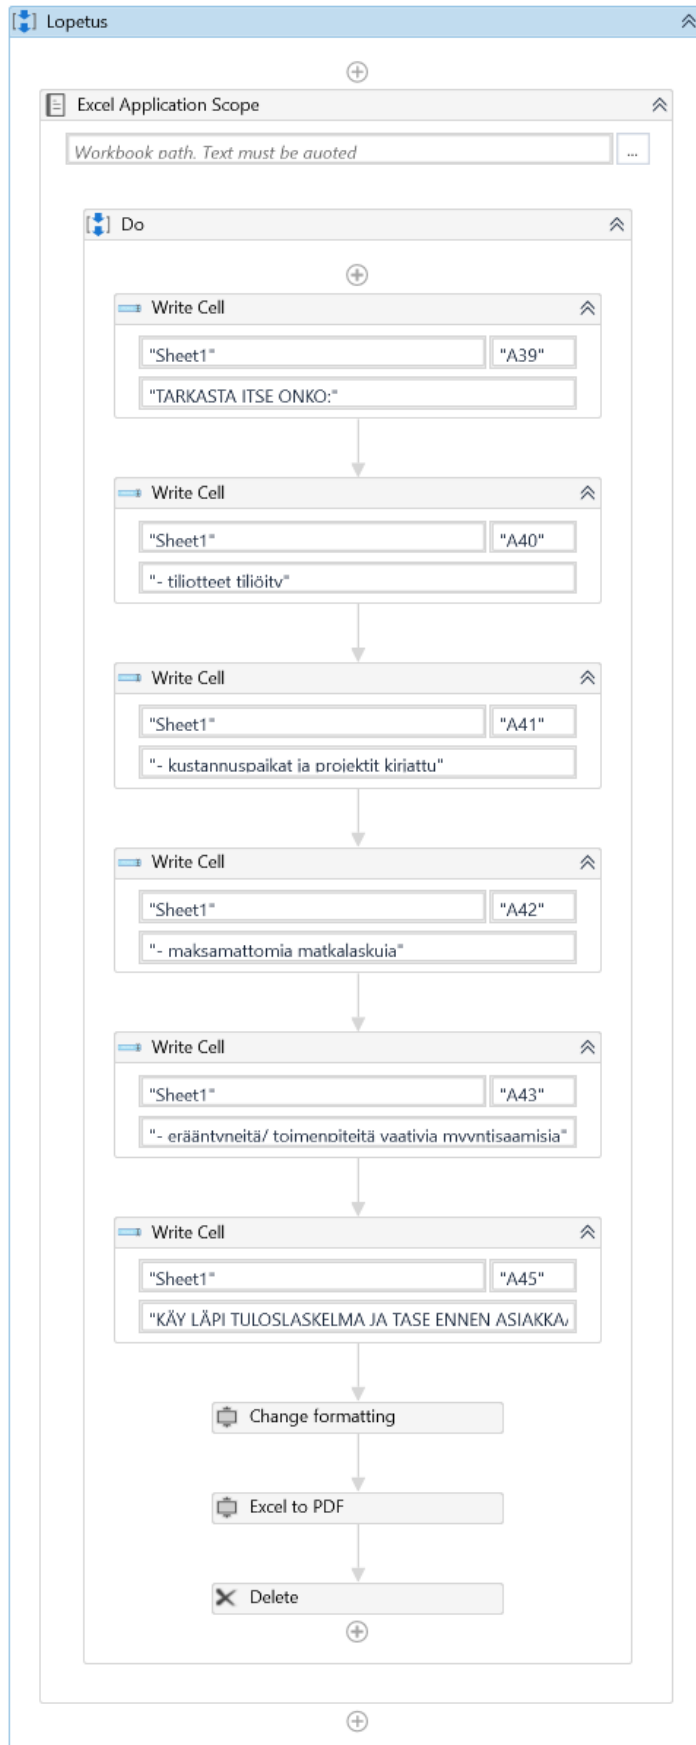 Lopetus
Excel Application Scope
Workbook path. Text must be quoted
...
Do
Write Cell
"Sheet1" "A39"
"TARKASTA ITSE ONKO:"
Write Cell
"Sheet1" "A40"
"- tiliotteet tiliöity"
Write Cell
"Sheet1" "A41"
"- kustannuspaikat ja projektit kirjattu"
Write Cell
"Sheet1" "A42"
"- maksamattomia matkalaskuia"
Write Cell
"Sheet1" "A43"
"- erääntyneitä/ toimenpiteitä vaativia myyntisaamisia"
Write Cell
"Sheet1" "A45"
"KÄY LÄPI TULOSLASKELMA JA TASE ENNEN ASIAKKAA
Change formatting
Excel to PDF
Delete